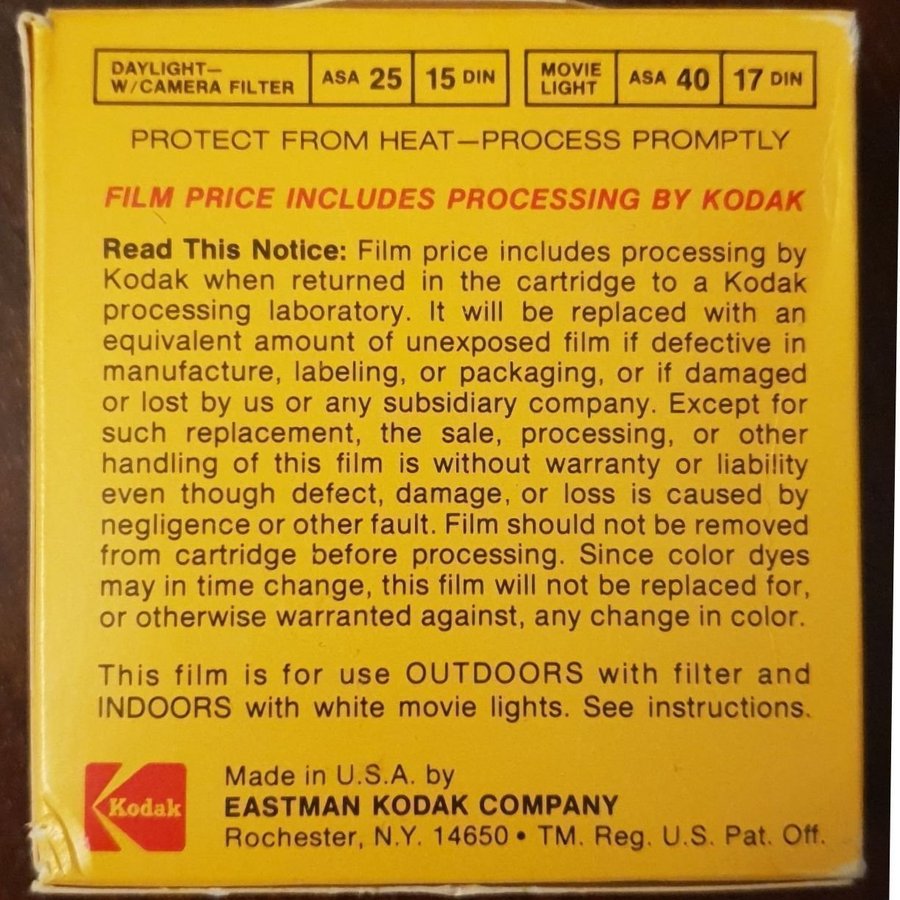 DAYLIGHT— W/CAMERA FILTER ASA 25 15 DIN MOVIE LIGHT ASA 40 17 DIN
PROTECT FROM HEAT—PROCESS PROMPTLY
FILM PRICE INCLUDES PROCESSING BY KODAK
Read This Notice: Film price includes processing by
Kodak when returned in the cartridge to a Kodak
processing laboratory. It will be replaced with an
equivalent amount of unexposed film if defective in
manufacture, labeling, or packaging, or if damaged
or lost by us or any subsidiary company. Except for
such replacement, the sale, processing, or other
handling of this film is without warranty or liability
even though defect, damage, or loss is caused by
negligence or other fault. Film should not be removed
from cartridge before processing. Since color dyes
may in time change, this film will not be replaced for,
or otherwise warranted against, any change in color.
This film is for use OUTDOORS with filter and
INDOORS with white movie lights. See instructions.
Kodak
Made in U.S.A. by
EASTMAN KODAK COMPANY
Rochester, N.Y. 14650 • TM. Reg. U.S. Pat. Off.